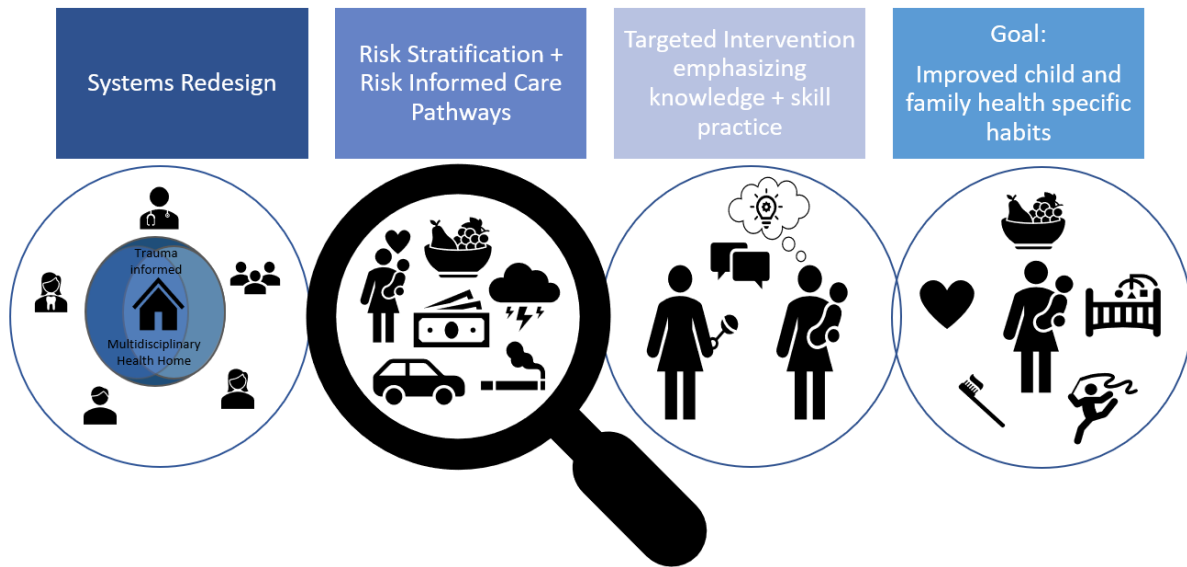 Systems Redesign
Risk Stratification +
Risk Informed Care
Pathways
Targeted Intervention
emphasizing
knowledge + skill
practice
Goal:
Improved child and
family health specific
habits
Trauma
Informed
Multidisciplinary
Health Home